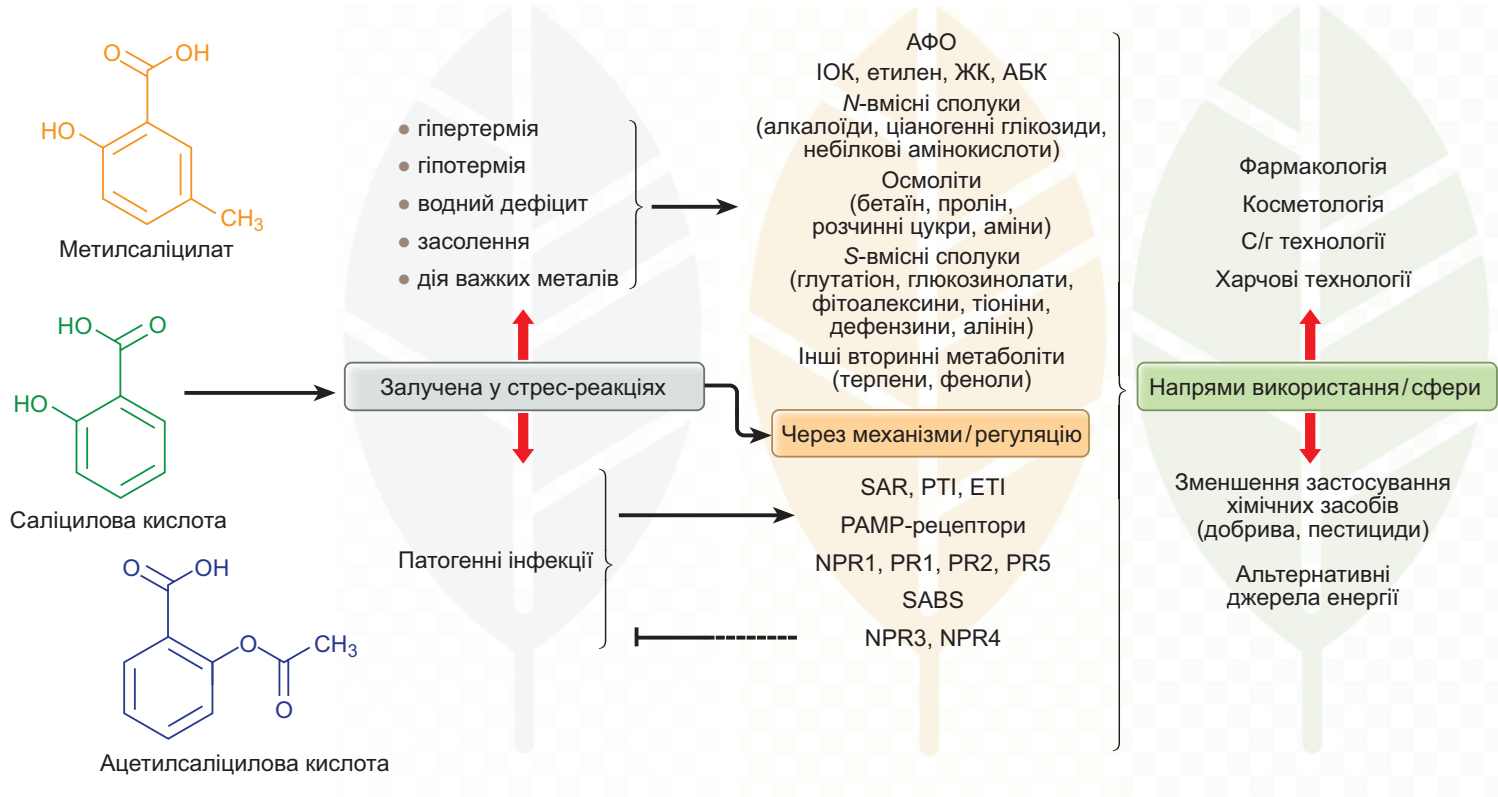 O
OH
HO
CH3
Метилсаліцилат
HO
O
HO
Саліцилова кислота
O
OH
O
CH3
O
Ацетилсаліцилова кислота
гіпертермія
гіпотермія
водний дефіцит
засолення
дія важких металів
Залучена у стрес-реакціях
Патогенні інфекції
АФО
ІОК, етилен, ЖК, АБК
N-вмісні сполуки
(алкалоїди, ціаногенні глікозиди,
небілкові амінокислоти)
Осмоліти
(бетаїн, пролін,
розчинні цукри, аміни)
S-вмісні сполуки
(глутатіон, глюкозинолати,
фітоалексини, тіоніни,
дефензини, алінін)
Інші вторинні метаболіти
(терпени, феноли)
Через механізми/регуляцію
SAR, PTI, ETI
PAMP-рецептори
NPR1, PR1, PR2, PR5
SABS
NPR3, NPR4
Фармакологія
Косметологія
С/г технології
Харчові технології
Напрями використання/сфери
Зменшення застосування
хімічних засобів
(добрива, пестициди)
Альтернативні
джерела енергії